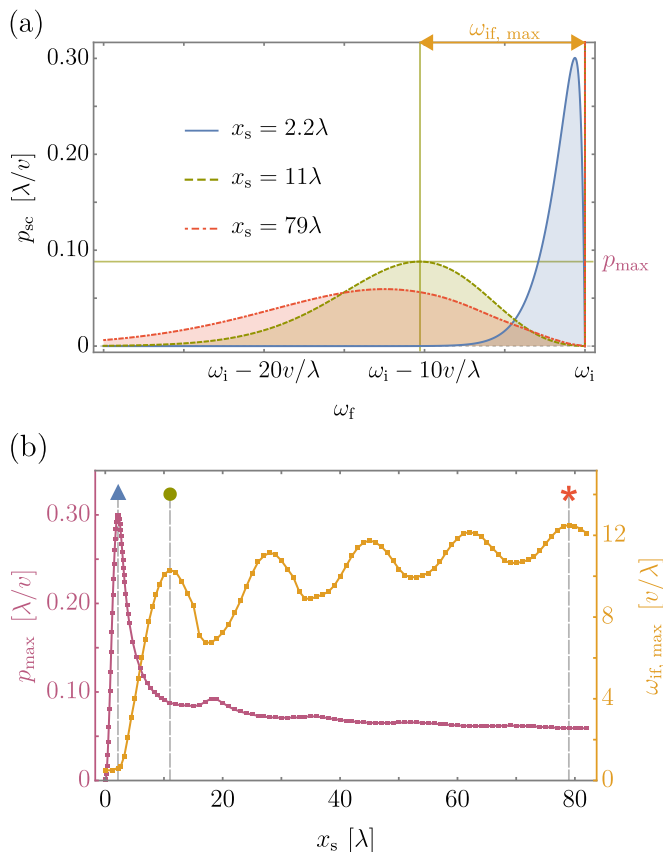 (a)
ω_if, max
0.30
0.20
0.10
0
p_sc [λ/v]
x_s = 2.2λ
x_s = 11λ
x_s = 79λ
p_max
ω_i − 20v/λ
ω_i − 10v/λ
ω_i
ω_f
(b)
0.30
0.20
0.10
0
p_max [λ/v]
12
8
4
0
ω_if, max [v/λ]
0
20
40
60
80
x_s [λ]